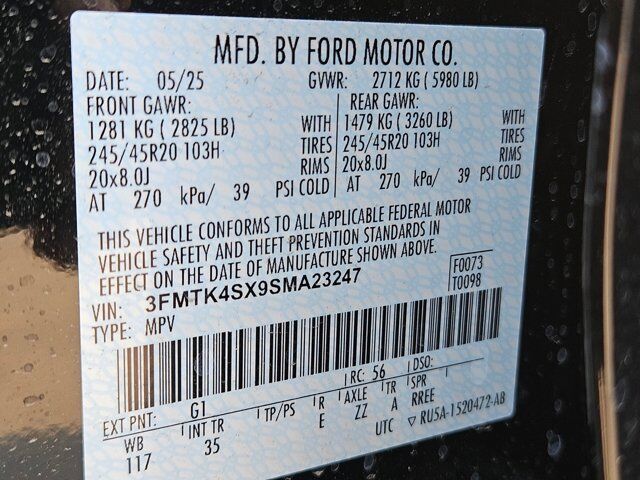 MFD. BY FORD MOTOR CO.
DATE: 05/25 GVWR: 2712 KG ( 5980 LB)
FRONT GAWR: REAR GAWR:
1281 KG ( 2825 LB) WITH 1479 KG ( 3260 LB) WITH
245/45R20 103H TIRES 245/45R20 103H TIRES
20x8.0J RIMS 20x8.0J RIMS
AT 270 kPa/ 39 PSI COLD AT 270 kPa/ 39 PSI COLD
THIS VEHICLE CONFORMS TO ALL APPLICABLE FEDERAL MOTOR
VEHICLE SAFETY AND THEFT PREVENTION STANDARDS IN
EFFECT ON THE DATE OF MANUFACTURE SHOWN ABOVE.
VIN: 3FMTK4SX9SMA23247 F0073
TYPE: MPV T0098
RC: 56 DSO:
EXT PNT: G1 TP/PS R AXLE TR SPR
WB INT TR E ZZ A RREE
117 35 UTC ▽ RU5A-1520472-AB